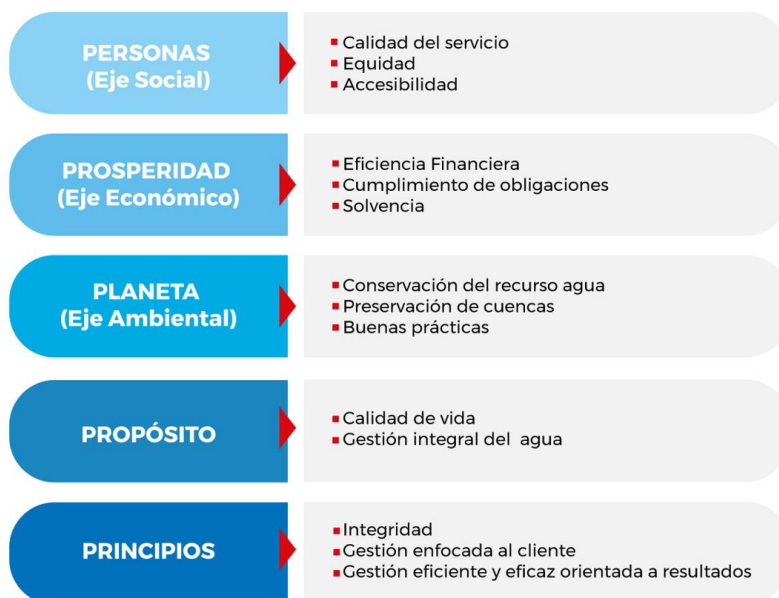 PERSONAS
(Eje Social)
Calidad del servicio
Equidad
Accesibilidad
PROSPERIDAD
(Eje Económico)
Eficiencia Financiera
Cumplimiento de obligaciones
Solvencia
PLANETA
(Eje Ambiental)
Conservación del recurso agua
Preservación de cuencas
Buenas prácticas
PROPÓSITO
Calidad de vida
Gestión integral del agua
PRINCIPIOS
Integridad
Gestión enfocada al cliente
Gestión eficiente y eficaz orientada a resultados